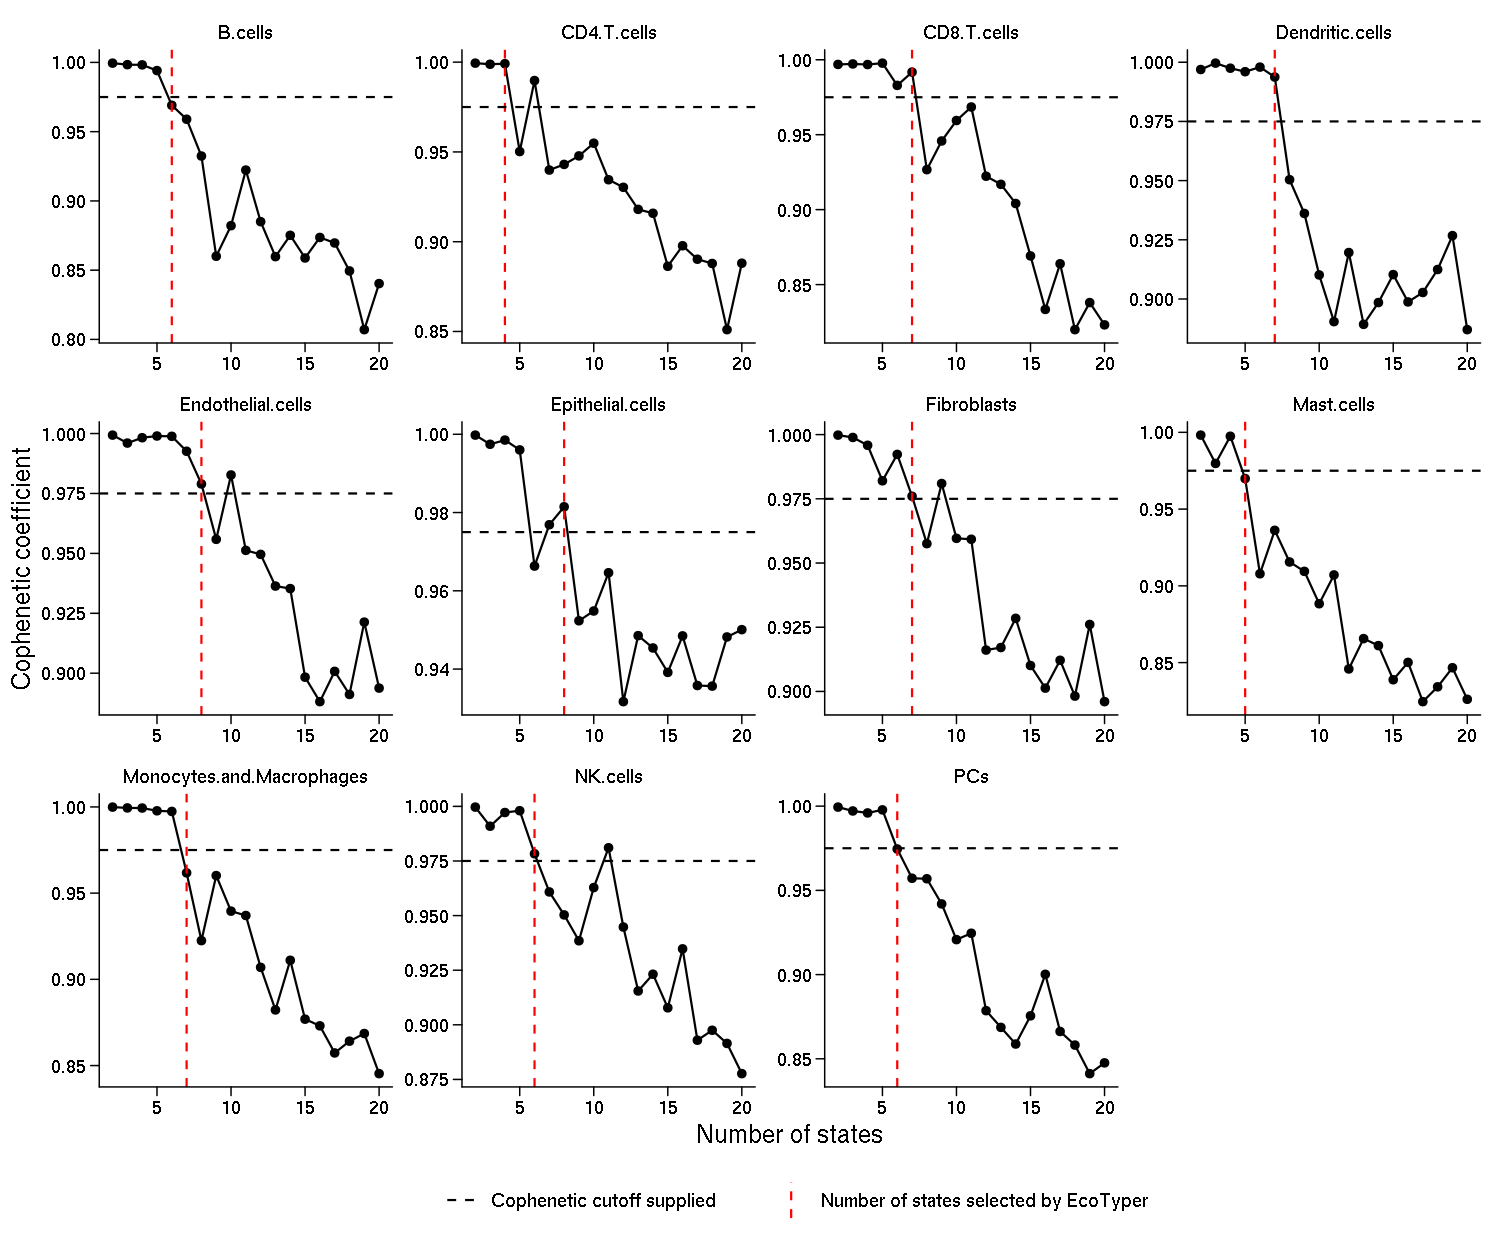 B.cells
CD4.T.cells
CD8.T.cells
Dendritic.cells
1.00
0.95
0.90
0.85
0.80
5 10 15 20
1.00
0.95
0.90
0.85
5 10 15 20
1.00
0.95
0.90
0.85
5 10 15 20
1.000
0.975
0.950
0.925
0.900
5 10 15 20
Cophenetic coefficient
Endothelial.cells
Epithelial.cells
Fibroblasts
Mast.cells
1.000
0.975
0.950
0.925
0.900
5 10 15 20
1.00
0.98
0.96
0.94
5 10 15 20
1.000
0.975
0.950
0.925
0.900
5 10 15 20
1.00
0.95
0.90
0.85
5 10 15 20
Monocytes.and.Macrophages
NK.cells
PCs
1.00
0.95
0.90
0.85
5 10 15 20
1.000
0.975
0.950
0.925
0.900
0.875
5 10 15 20
1.00
0.95
0.90
0.85
5 10 15 20
Number of states
Cophenetic cutoff supplied
Number of states selected by EcoTyper